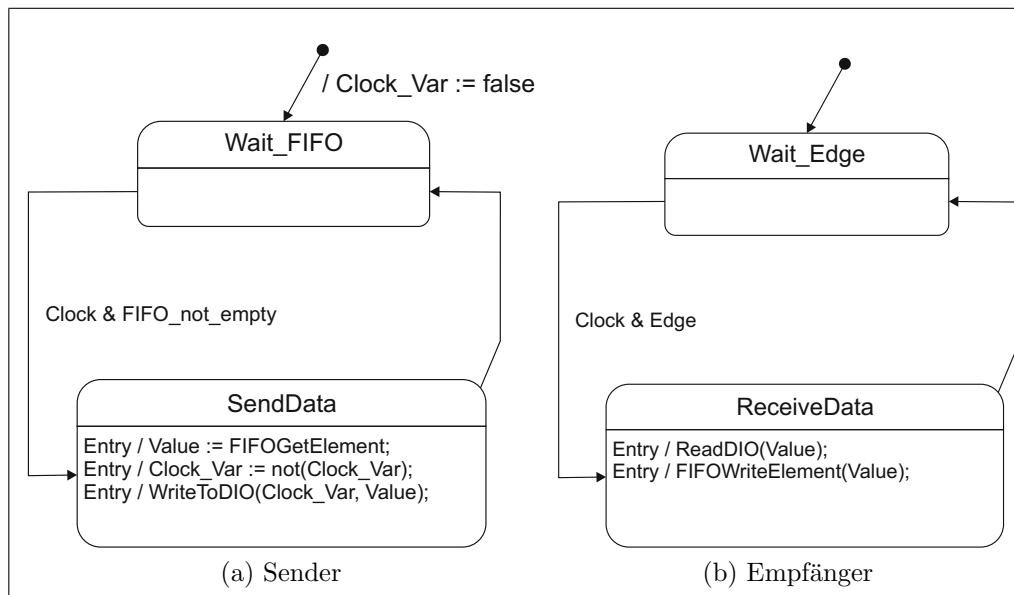 / Clock_Var := false
Wait_FIFO
Clock & FIFO_not_empty
SendData
Entry / Value := FIFOGetElement;
Entry / Clock_Var := not(Clock_Var);
Entry / WriteToDIO(Clock_Var, Value);
(a) Sender
Wait_Edge
Clock & Edge
ReceiveData
Entry / ReadDIO(Value);
Entry / FIFOWriteElement(Value);
(b) Empfänger